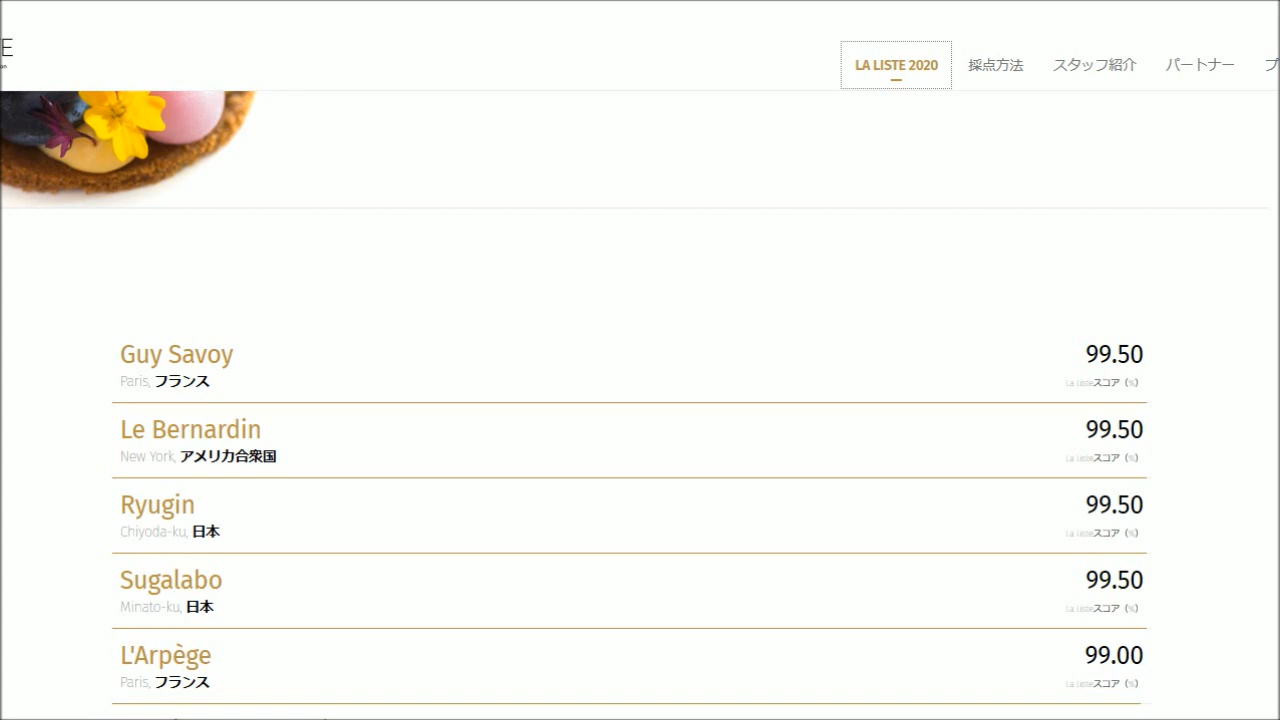 E
LA LISTE 2020 採点方法 スタッフ紹介 パートナー プ
Guy Savoy 99.50
Paris, フランス La Listeスコア (%)
Le Bernardin 99.50
New York, アメリカ合衆国 La Listeスコア (%)
Ryugin 99.50
Chiyoda-ku, 日本 La Listeスコア (%)
Sugalabo 99.50
Minato-ku, 日本 La Listeスコア (%)
L'Arpège 99.00
Paris, フランス La Listeスコア (%)